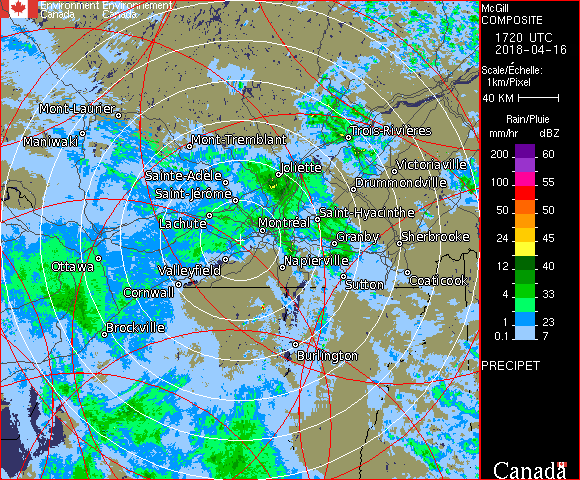 Environment Environnement
Canada Canada
Mont-Laurier
Maniwaki
Mont-Tremblant
Trois-Rivières
Joliette
Victoriaville
Sainte-Adèle
Drummondville
Saint-Jérôme
Saint-Hyacinthe
Lachute
Montréal
Granby
Sherbrooke
Ottawa
Valleyfield
Napierville
Sutton
Coaticook
Cornwall
Brockville
Burlington
McGill
COMPOSITE
1720 UTC
2018-04-16
Scale/Échelle:
1km/Pixel
40 KM
Rain/Pluie
mm/hr dBZ
200 60
100 55
50 50
24 45
12 40
4 33
1 23
0.1 7
PRECIPET
Canada